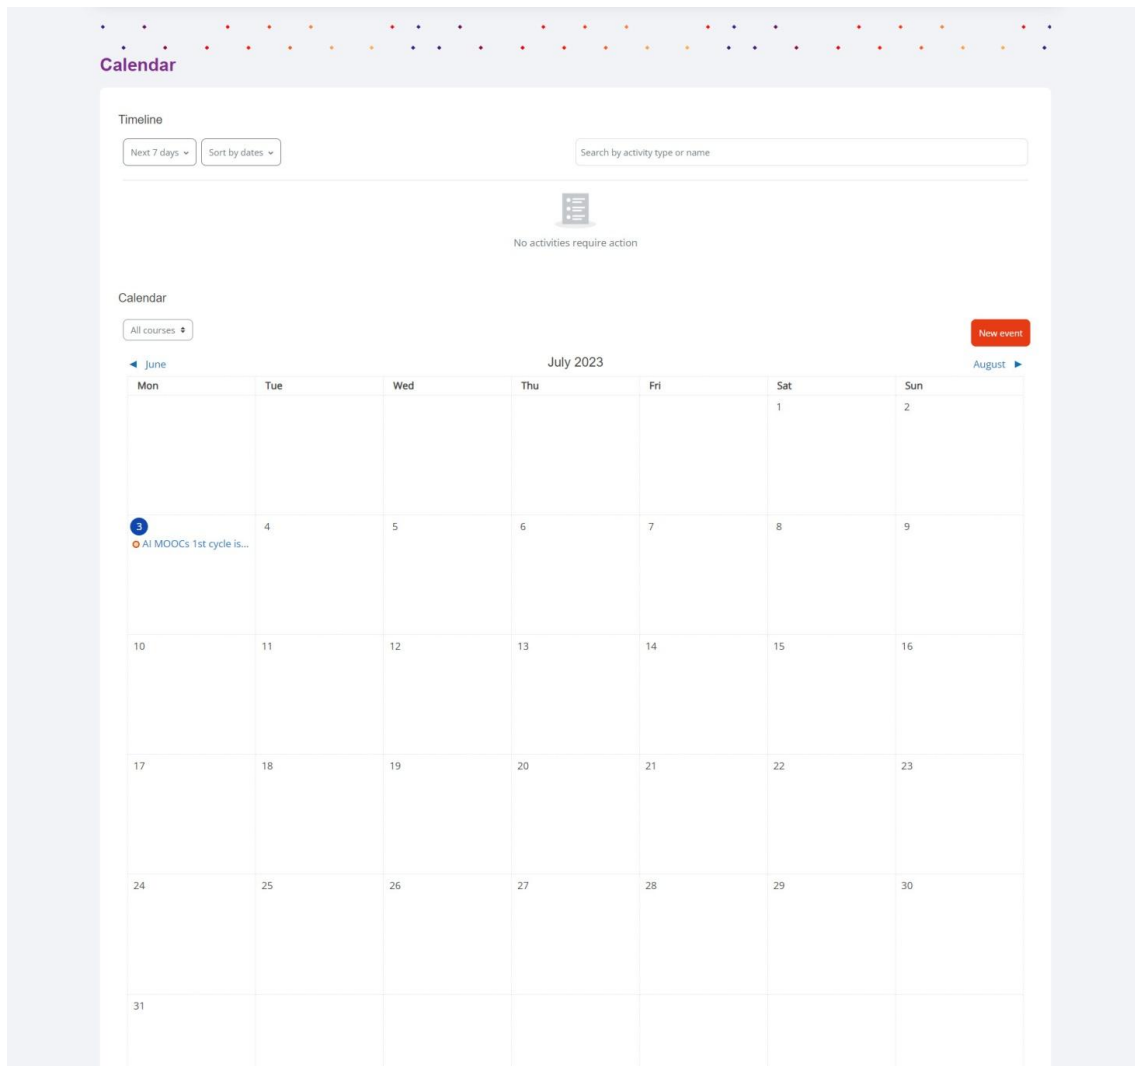 Calendar
Timeline
Next 7 days Sort by dates Search by activity type or name
No activities require action
Calendar
All courses New event
◄ June July 2023 August ►
Mon Tue Wed Thu Fri Sat Sun
1 2
3 4 5 6 7 8 9
AI MOOCs 1st cycle is...
10 11 12 13 14 15 16
17 18 19 20 21 22 23
24 25 26 27 28 29 30
31